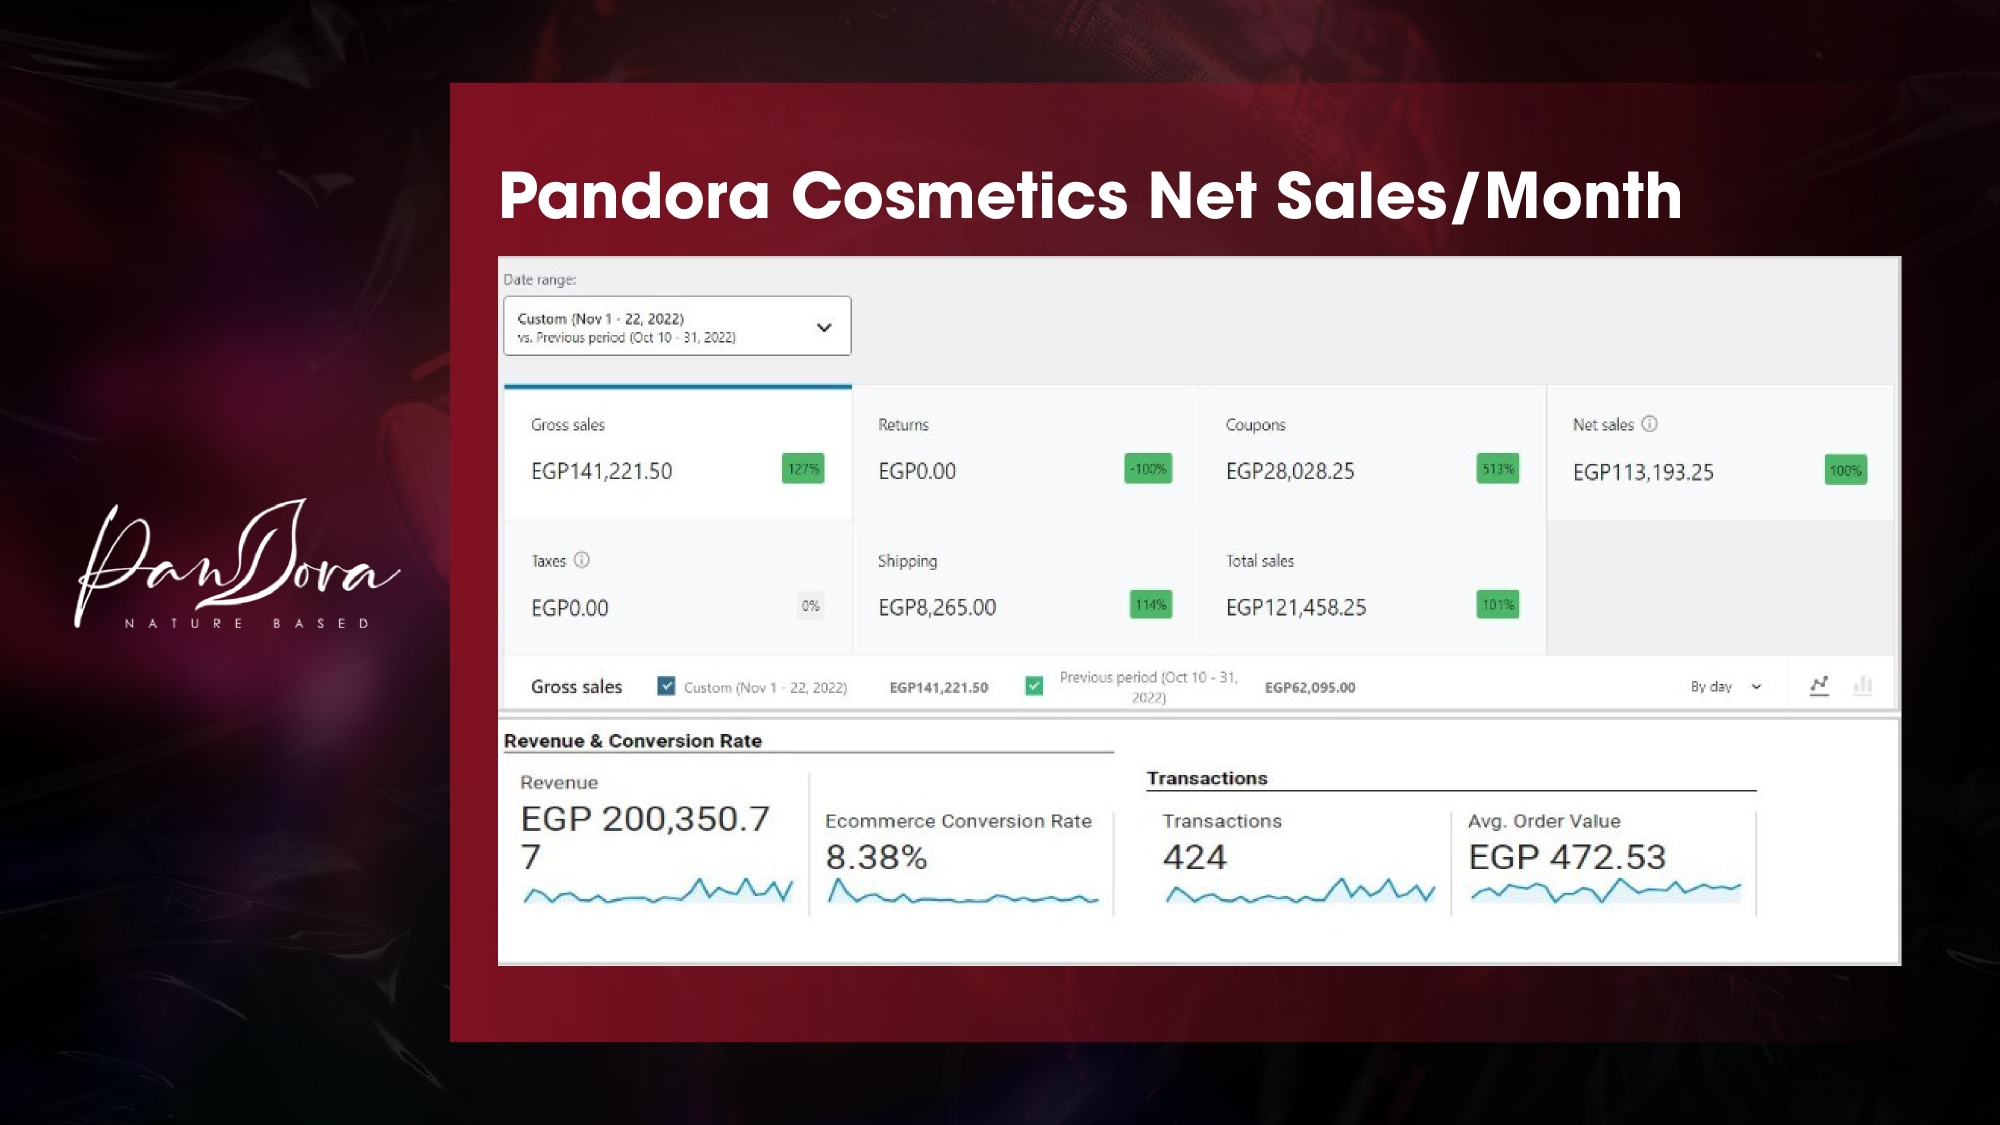 Pandora Cosmetics Net Sales/Month
Date range:
Custom (Nov 1 - 22, 2022)
vs. Previous period (Oct 10 - 31, 2022)
Gross sales
EGP141,221.50
127%
Returns
EGP0.00
-100%
Coupons
EGP28,028.25
513%
Net sales
EGP113,193.25
100%
Taxes
EGP0.00
0%
Shipping
EGP8,265.00
114%
Total sales
EGP121,458.25
101%
Gross sales
Custom (Nov 1 - 22, 2022)
EGP141,221.50
Previous period (Oct 10 - 31,
2022)
EGP62,095.00
By day
Revenue & Conversion Rate
Revenue
EGP 200,350.7
7
Ecommerce Conversion Rate
8.38%
Transactions
Transactions
424
Avg. Order Value
EGP 472.53
PanDora
NATURE BASED